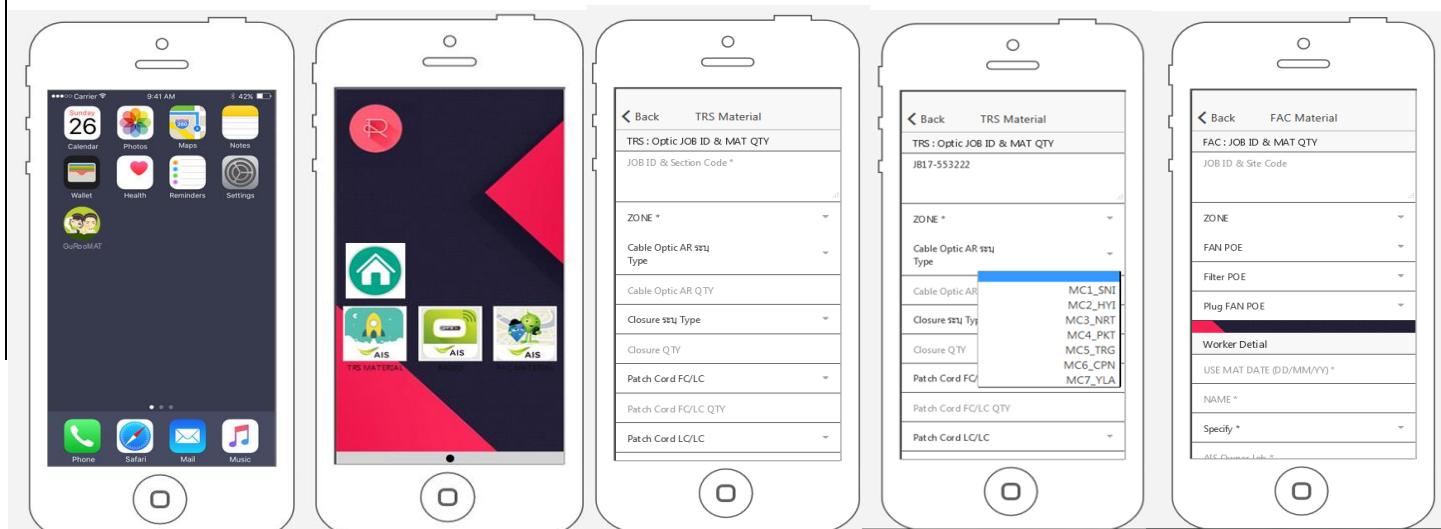 Carrier
9:41 AM
42%
Sunday
26
280
Calendar
Photos
Maps
Notes
Wallet
Health
Reminders
Settings
GuRooMAT
Phone
Safari
Mail
Music
R
AIS
AIS
AIS
TRS MATERIAL
FAC MATERIAL
Back
TRS Material
TRS : Optic JOB ID & MAT QTY
JOB ID & Section Code *
ZONE *
Cable Optic AR ระบุ
Type
Cable Optic AR QTY
Closure ระบุ Type
Closure QTY
Patch Cord FC/LC
Patch Cord FC/LC QTY
Patch Cord LC/LC
Back
TRS Material
TRS : Optic JOB ID & MAT QTY
JB17-553222
ZONE *
Cable Optic AR ระบุ
Type
Cable Optic AR
MC1_SNI
MC2_HYI
Closure ระบุ Typ
MC3_NRT
MC4_PKT
Closure QTY
MC5_TRG
MC6_CPN
Patch Cord FC/
MC7_YLA
Patch Cord FC/LC QTY
Patch Cord LC/LC
Back
FAC Material
FAC : JOB ID & MAT QTY
JOB ID & Site Code
ZONE
FAN POE
Filter POE
Plug FAN POE
Worker Detial
USE MAT DATE (DD/MM/YY) *
NAME *
Specify *
AIS Owner Job *